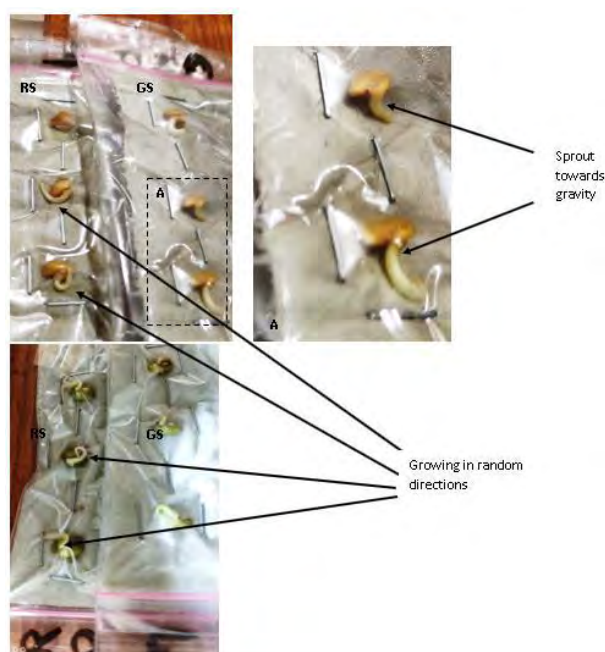 RS
GS
A
A
Sprout
towards
gravity
RS
GS
Growing in random
directions